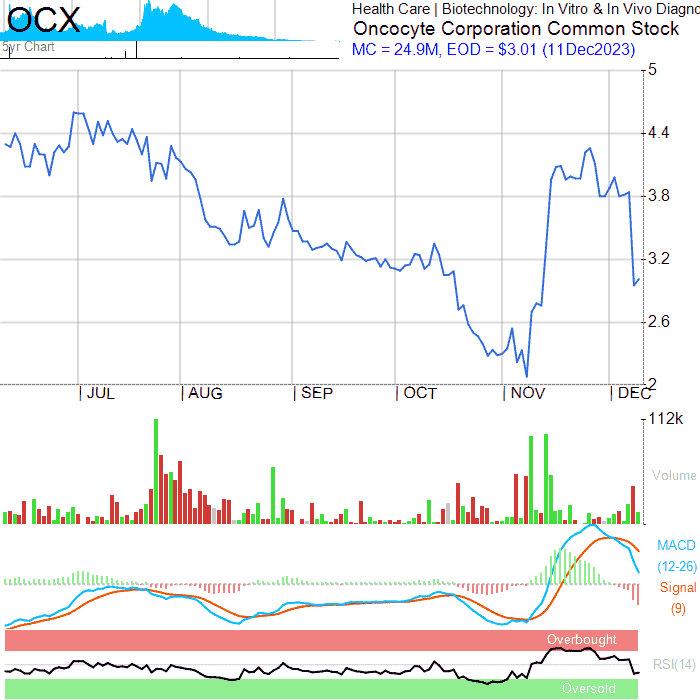 OCX
5yr Chart
Health Care | Biotechnology: In Vitro & In Vivo Diagno
Oncocyte Corporation Common Stock
MC = 24.9M, EOD = $3.01 (11Dec2023)
5
4.4
3.8
3.2
2.6
2
JUL AUG SEP OCT NOV DEC
112k
Volume
MACD
(12-26)
Signal
(9)
Overbought
RSI(14)
Oversold